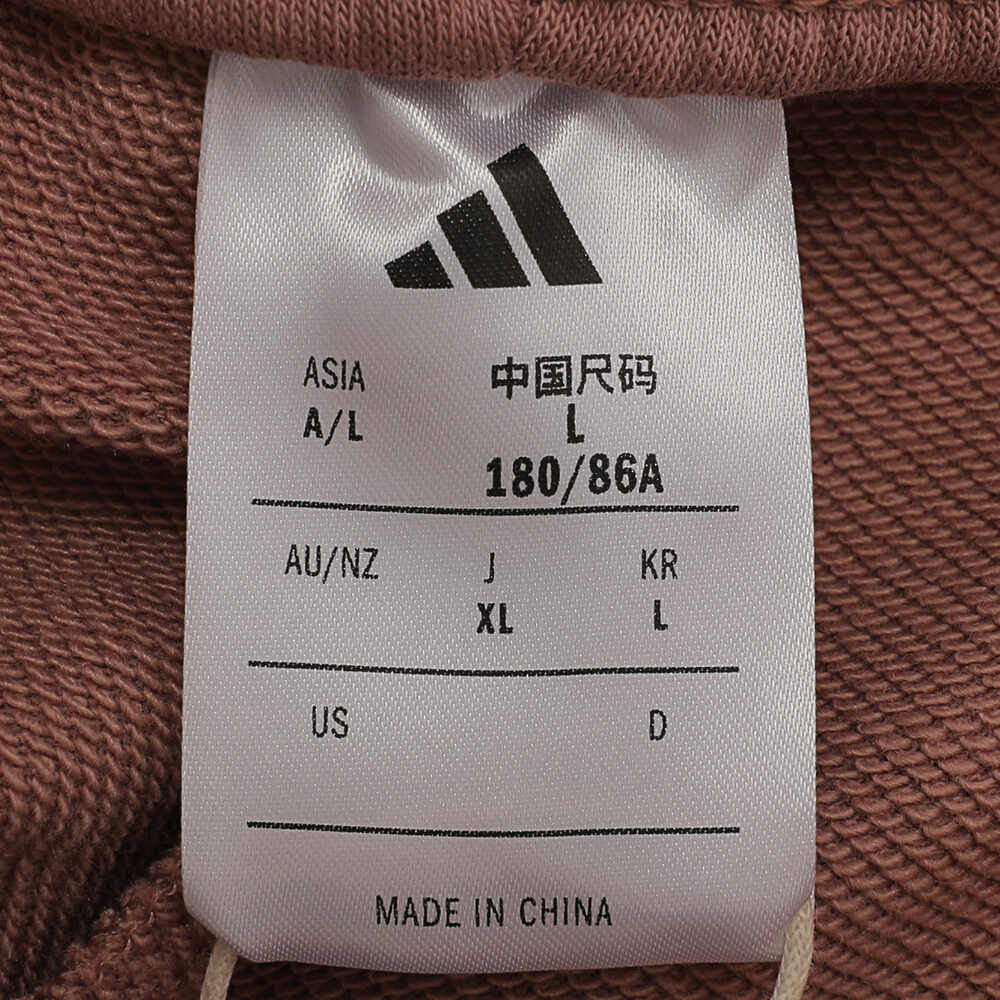 ASIA 中国尺码
A/L L
180/86A
AU/NZ J KR
XL L
US D
MADE IN CHINA